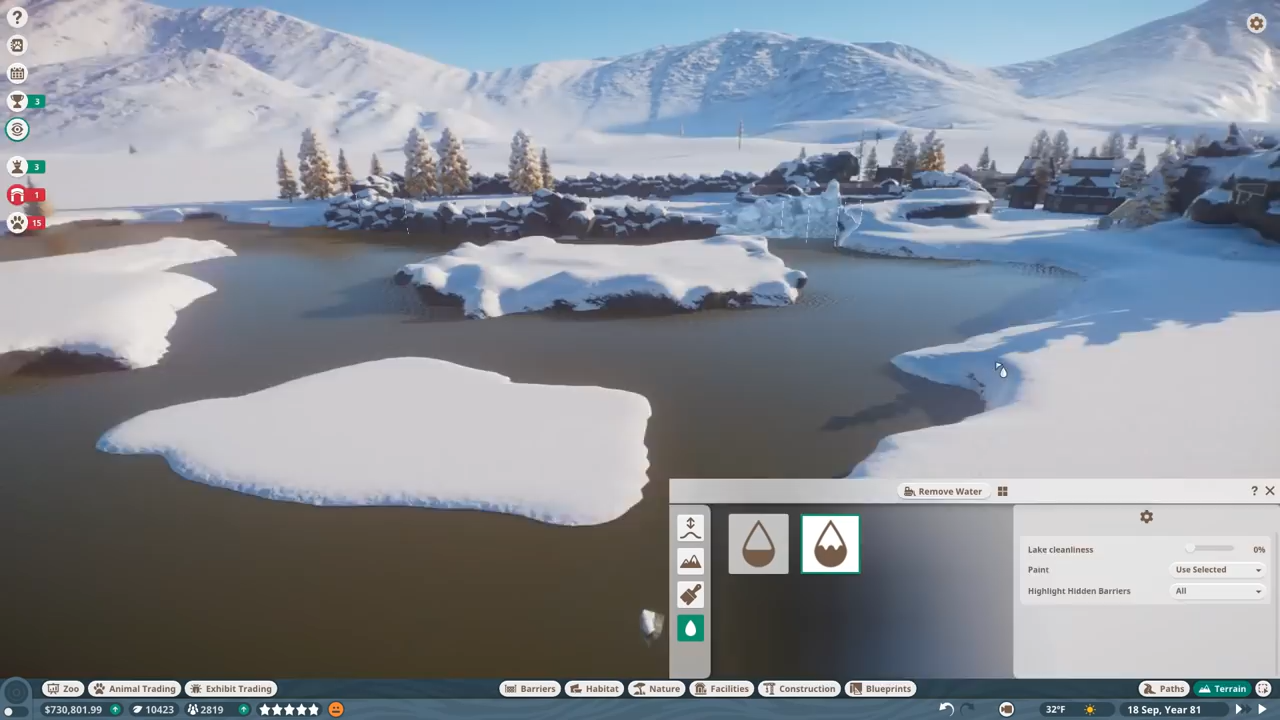 ?
3
3
1
15
Remove Water
?
Lake cleanliness 0%
Paint Use Selected
Highlight Hidden Barriers All
Zoo Animal Trading Exhibit Trading Barriers Habitat Nature Facilities Construction Blueprints Paths Terrain
$730,801.99 10423 2819 32°F 18 Sep, Year 81